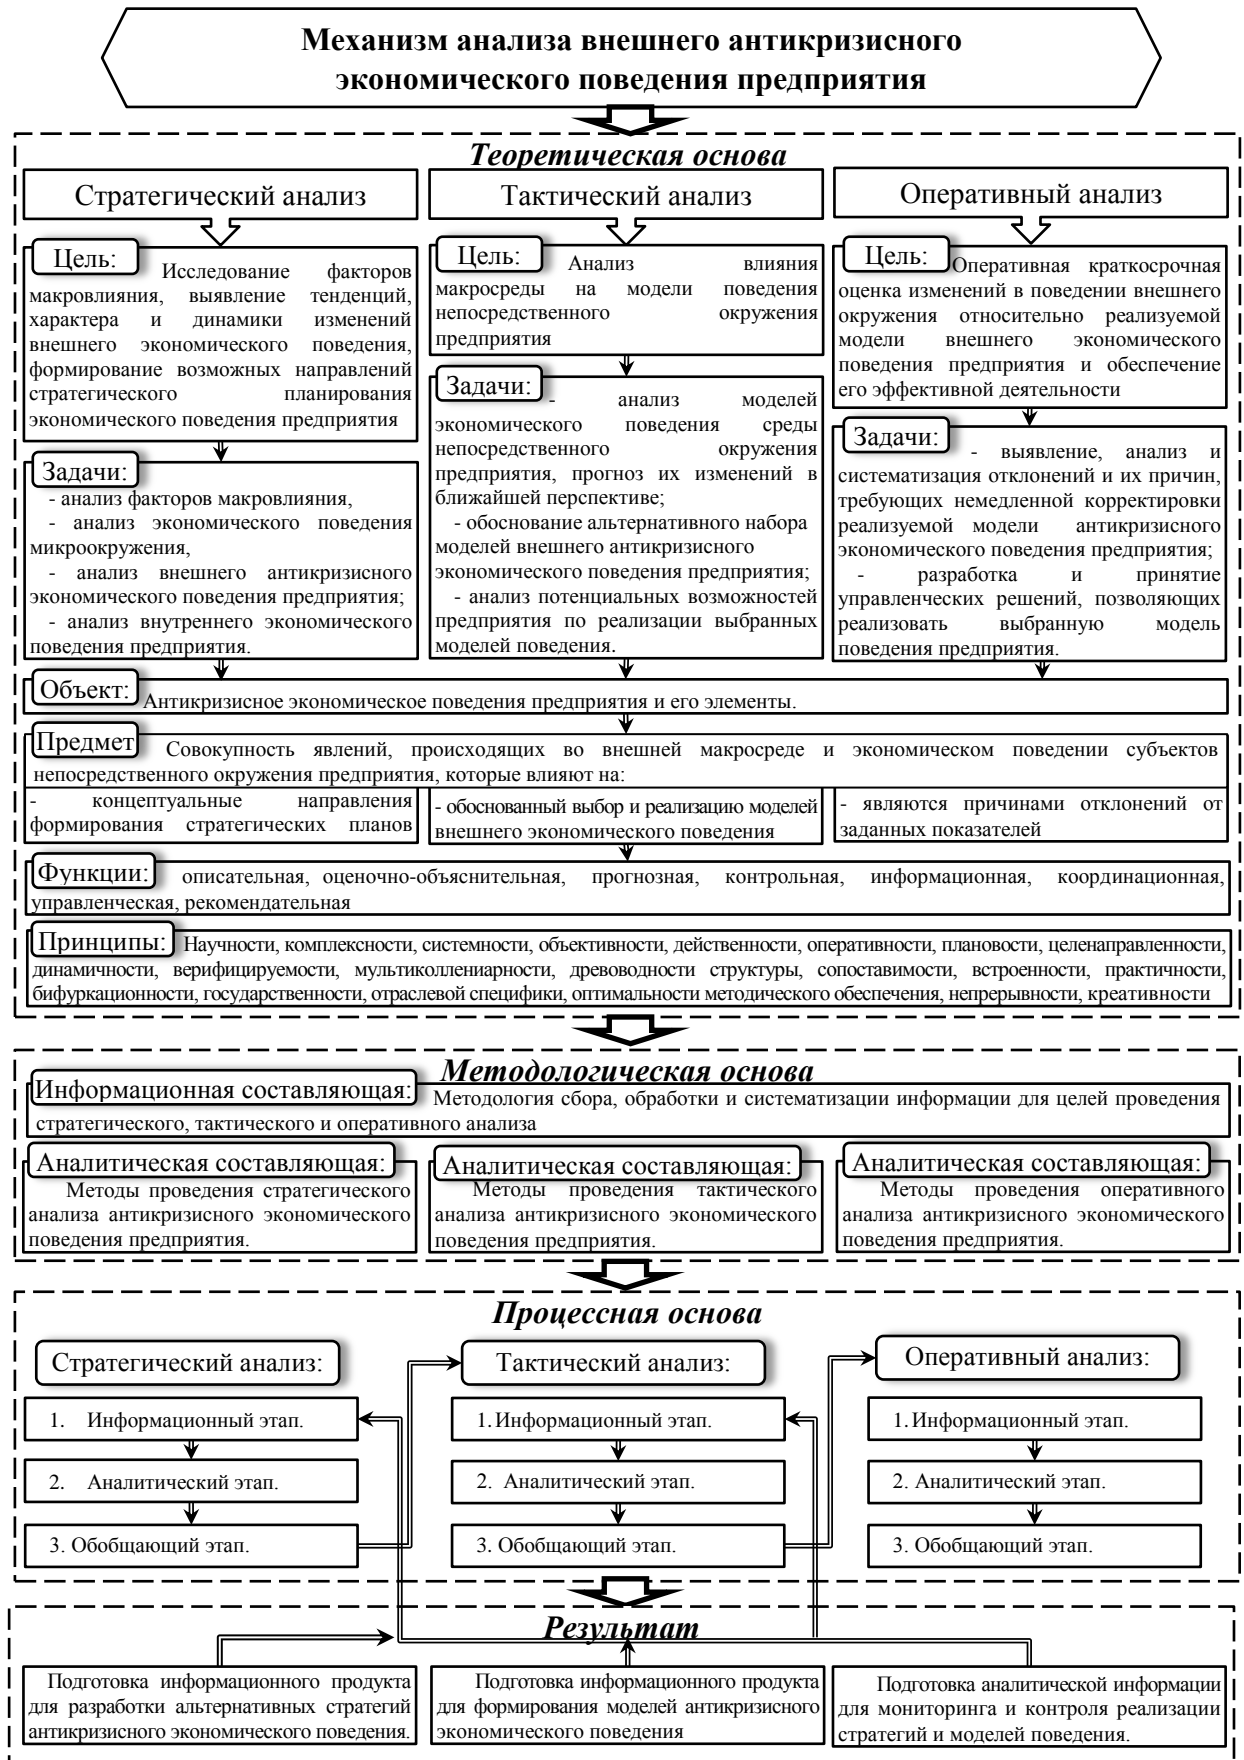 Механизм анализа внешнего антикризисного
экономического поведения предприятия
Теоретическая основа
Стратегический анализ
Тактический анализ
Оперативный анализ
Цель: Исследование факторов
макровлияния, выявление тенденций,
характера и динамики изменений
внешнего экономического поведения,
формирование возможных направлений
стратегического планирования
экономического поведения предприятия
Цель: Анализ влияния
макросреды на модели поведения
непосредственного окружения
предприятия
Цель: Оперативная краткосрочная
оценка изменений в поведении внешнего
окружения относительно реализуемой
модели внешнего экономического
поведения предприятия и обеспечение
его эффективной деятельности
Задачи:
- анализ факторов макровлияния,
- анализ экономического поведения
микроокружения,
- анализ внешнего антикризисного
экономического поведения предприятия;
- анализ внутреннего экономического
поведения предприятия.
Задачи: - анализ моделей
экономического поведения среды
непосредственного окружения
предприятия, прогноз их изменений в
ближайшей перспективе;
- обоснование альтернативного набора
моделей внешнего антикризисного
экономического поведения предприятия;
- анализ потенциальных возможностей
предприятия по реализации выбранных
моделей поведения.
Задачи: - выявление, анализ и
систематизация отклонений и их причин,
требующих немедленной корректировки
реализуемой модели антикризисного
экономического поведения предприятия;
- разработка и принятие
управленческих решений, позволяющих
реализовать выбранную модель
поведения предприятия.
Объект: Антикризисное экономическое поведения предприятия и его элементы.
Предмет Совокупность явлений, происходящих во внешней макросреде и экономическом поведении субъектов
непосредственного окружения предприятия, которые влияют на:
- концептуальные направления
формирования стратегических планов
- обоснованный выбор и реализацию моделей
внешнего экономического поведения
- являются причинами отклонений от
заданных показателей
Функции: описательная, оценочно-объяснительная, прогнозная, контрольная, информационная, координационная,
управленческая, рекомендательная
Принципы: Научности, комплексности, системности, объективности, действенности, оперативности, плановости, целенаправленности,
динамичности, верифицируемости, мультиколлениарности, древоводности структуры, сопоставимости, встроенности, практичности,
бифуркационности, государственности, отраслевой специфики, оптимальности методического обеспечения, непрерывности, креативности
Методологическая основа
Информационная составляющая: Методология сбора, обработки и систематизации информации для целей проведения
стратегического, тактического и оперативного анализа
Аналитическая составляющая:
Методы проведения стратегического
анализа антикризисного экономического
поведения предприятия.
Аналитическая составляющая:
Методы проведения тактического
анализа антикризисного экономического
поведения предприятия.
Аналитическая составляющая:
Методы проведения оперативного
анализа антикризисного экономического
поведения предприятия.
Процессная основа
Стратегический анализ:
Тактический анализ:
Оперативный анализ:
1. Информационный этап.
1. Информационный этап.
1. Информационный этап.
2. Аналитический этап.
2. Аналитический этап.
2. Аналитический этап.
3. Обобщающий этап.
3. Обобщающий этап.
3. Обобщающий этап.
Результат
Подготовка информационного продукта
для разработки альтернативных стратегий
антикризисного экономического поведения.
Подготовка информационного продукта
для формирования моделей антикризисного
экономического поведения
Подготовка аналитической информации
для мониторинга и контроля реализации
стратегий и моделей поведения.